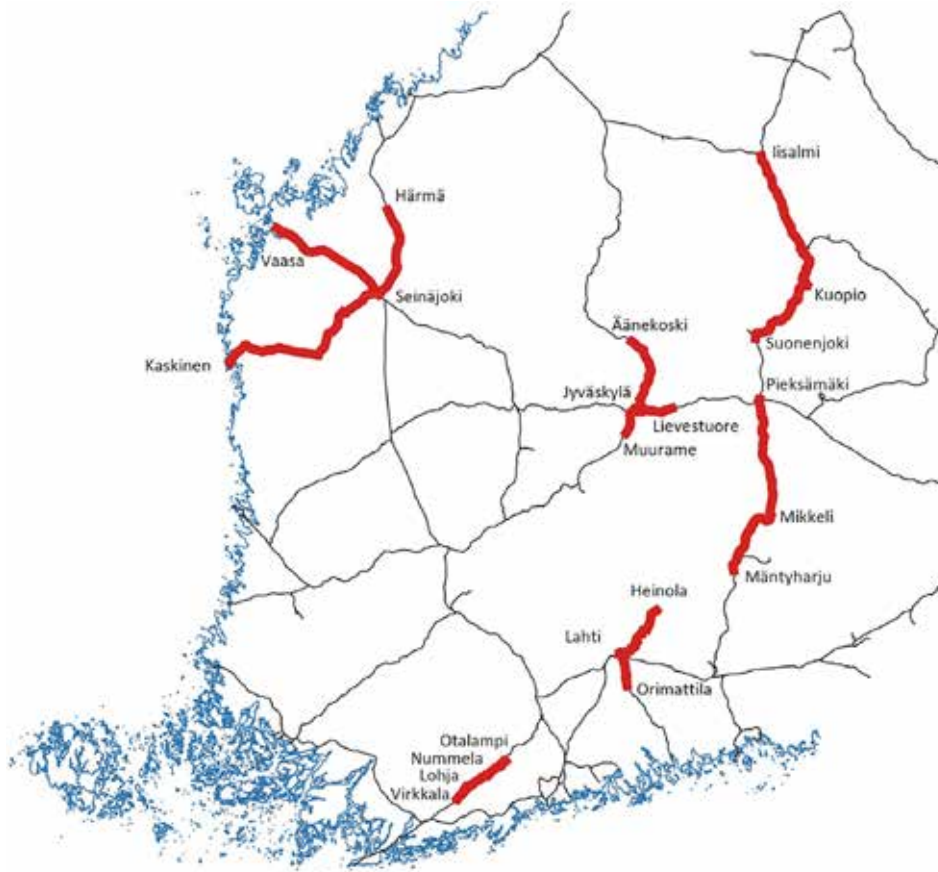 Iisalmi
Härmä
Vaasa
Kuopio
Seinäjoki
Äänekoski
Suonenjoki
Kaskinen
Pieksämäki
Jyväskylä
Lievestuore
Muurame
Mikkeli
Mäntyharju
Heinola
Lahti
Orimattila
Otalampi
Nummela
Lohja
Virkkala